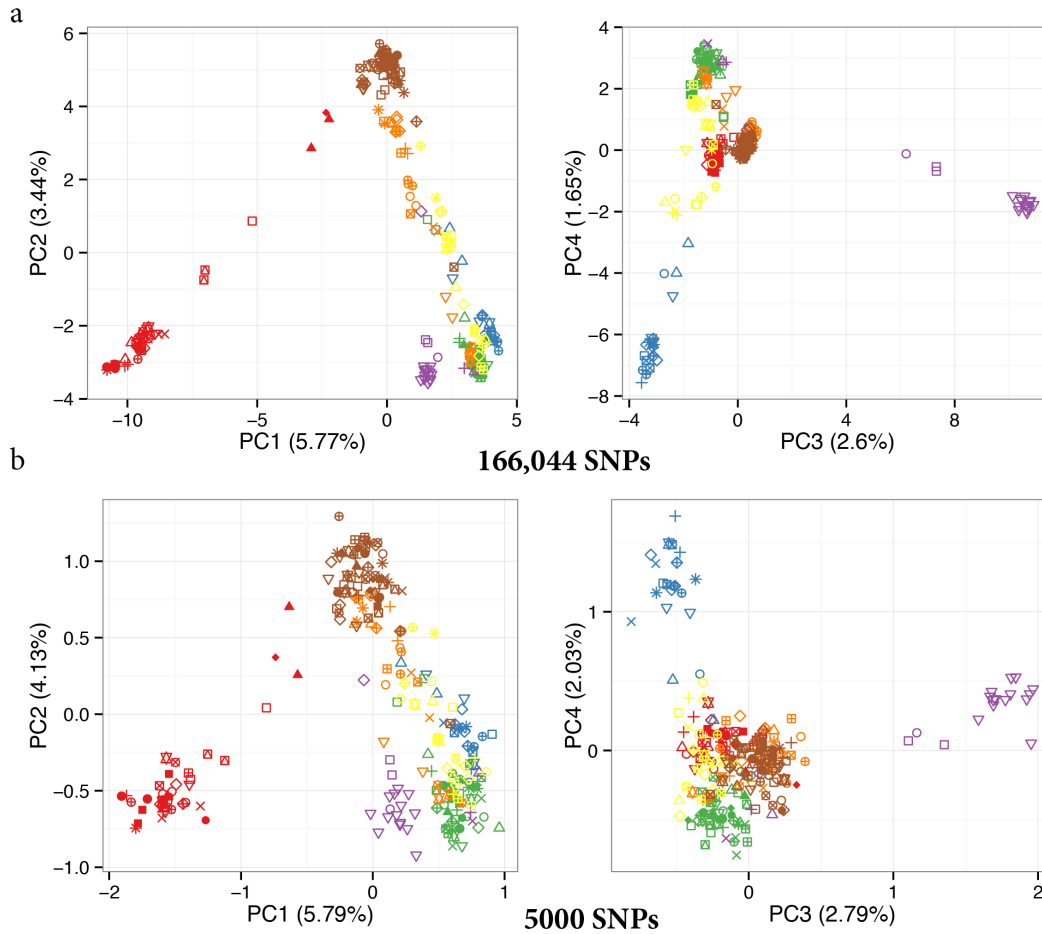 a
6
4
2
0
−2
−4
PC2 (3.44%)
−10
−5
0
5
PC1 (5.77%)
4
2
0
−2
−4
−6
−8
PC4 (1.65%)
−4
0
4
8
PC3 (2.6%)
166,044 SNPs
b
1.0
0.5
0.0
−0.5
−1.0
PC2 (4.13%)
−2
−1
0
1
PC1 (5.79%)
1
0
PC4 (2.03%)
0
1
2
PC3 (2.79%)
5000 SNPs